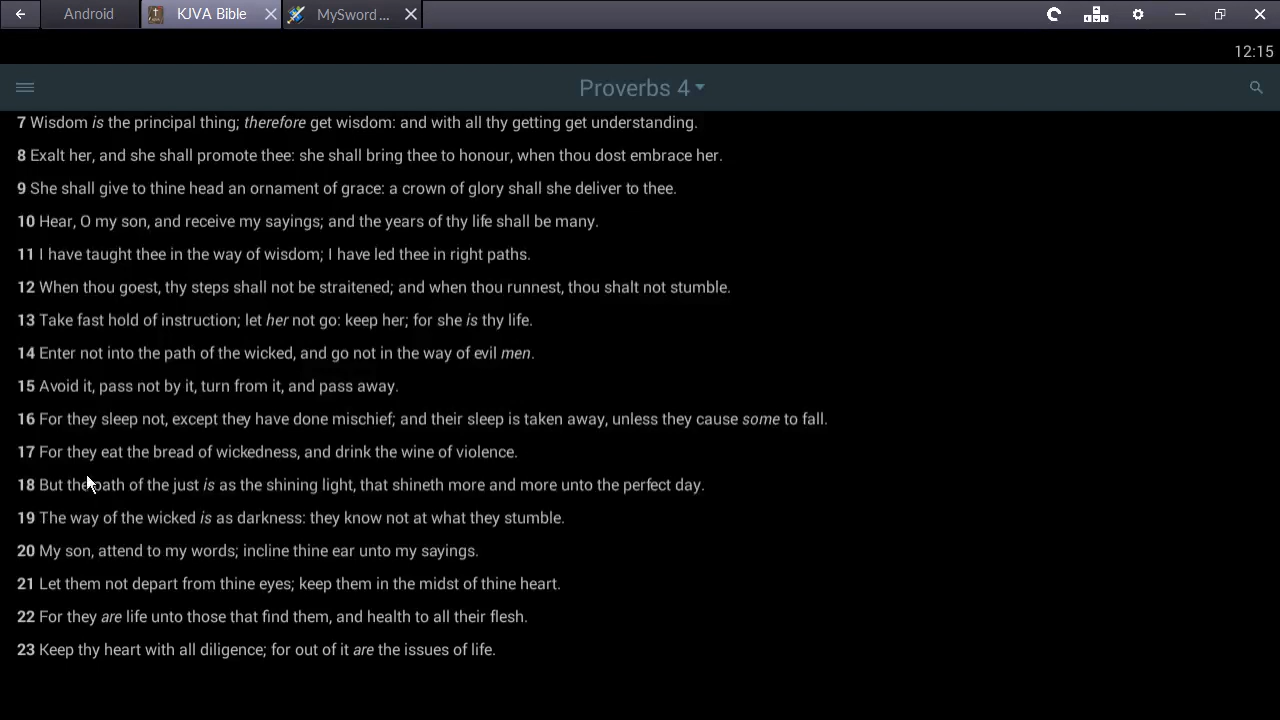 Android
KJVA Bible
MySword ...
12:15
Proverbs 4
7 Wisdom is the principal thing; therefore get wisdom: and with all thy getting get understanding.
8 Exalt her, and she shall promote thee: she shall bring thee to honour, when thou dost embrace her.
9 She shall give to thine head an ornament of grace: a crown of glory shall she deliver to thee.
10 Hear, O my son, and receive my sayings; and the years of thy life shall be many.
11 I have taught thee in the way of wisdom; I have led thee in right paths.
12 When thou goest, thy steps shall not be straitened; and when thou runnest, thou shalt not stumble.
13 Take fast hold of instruction; let her not go: keep her; for she is thy life.
14 Enter not into the path of the wicked, and go not in the way of evil men.
15 Avoid it, pass not by it, turn from it, and pass away.
16 For they sleep not, except they have done mischief; and their sleep is taken away, unless they cause some to fall.
17 For they eat the bread of wickedness, and drink the wine of violence.
18 But the path of the just is as the shining light, that shineth more and more unto the perfect day.
19 The way of the wicked is as darkness: they know not at what they stumble.
20 My son, attend to my words; incline thine ear unto my sayings.
21 Let them not depart from thine eyes; keep them in the midst of thine heart.
22 For they are life unto those that find them, and health to all their flesh.
23 Keep thy heart with all diligence; for out of it are the issues of life.